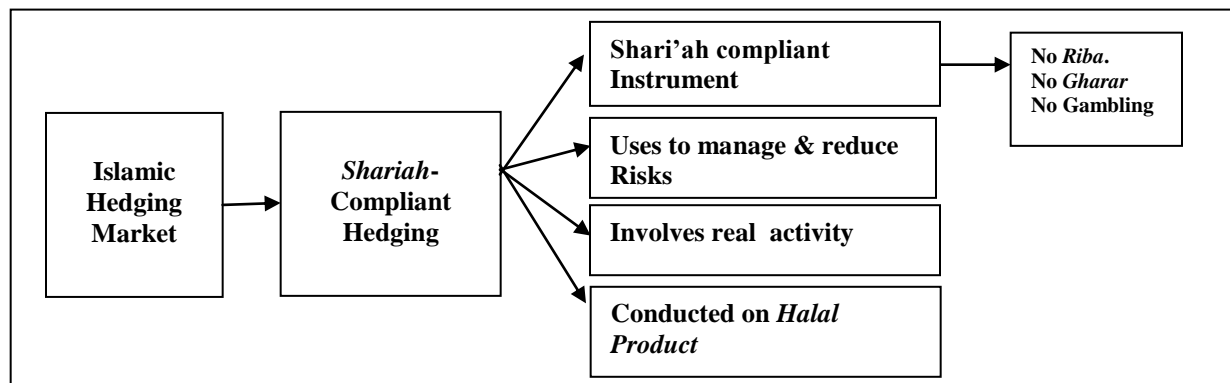 Islamic
Hedging
Market
Shariah-
Compliant
Hedging
Shari’ah compliant
Instrument
Uses to manage & reduce
Risks
Involves real activity
Conducted on Halal
Product
No Riba.
No Gharar
No Gambling